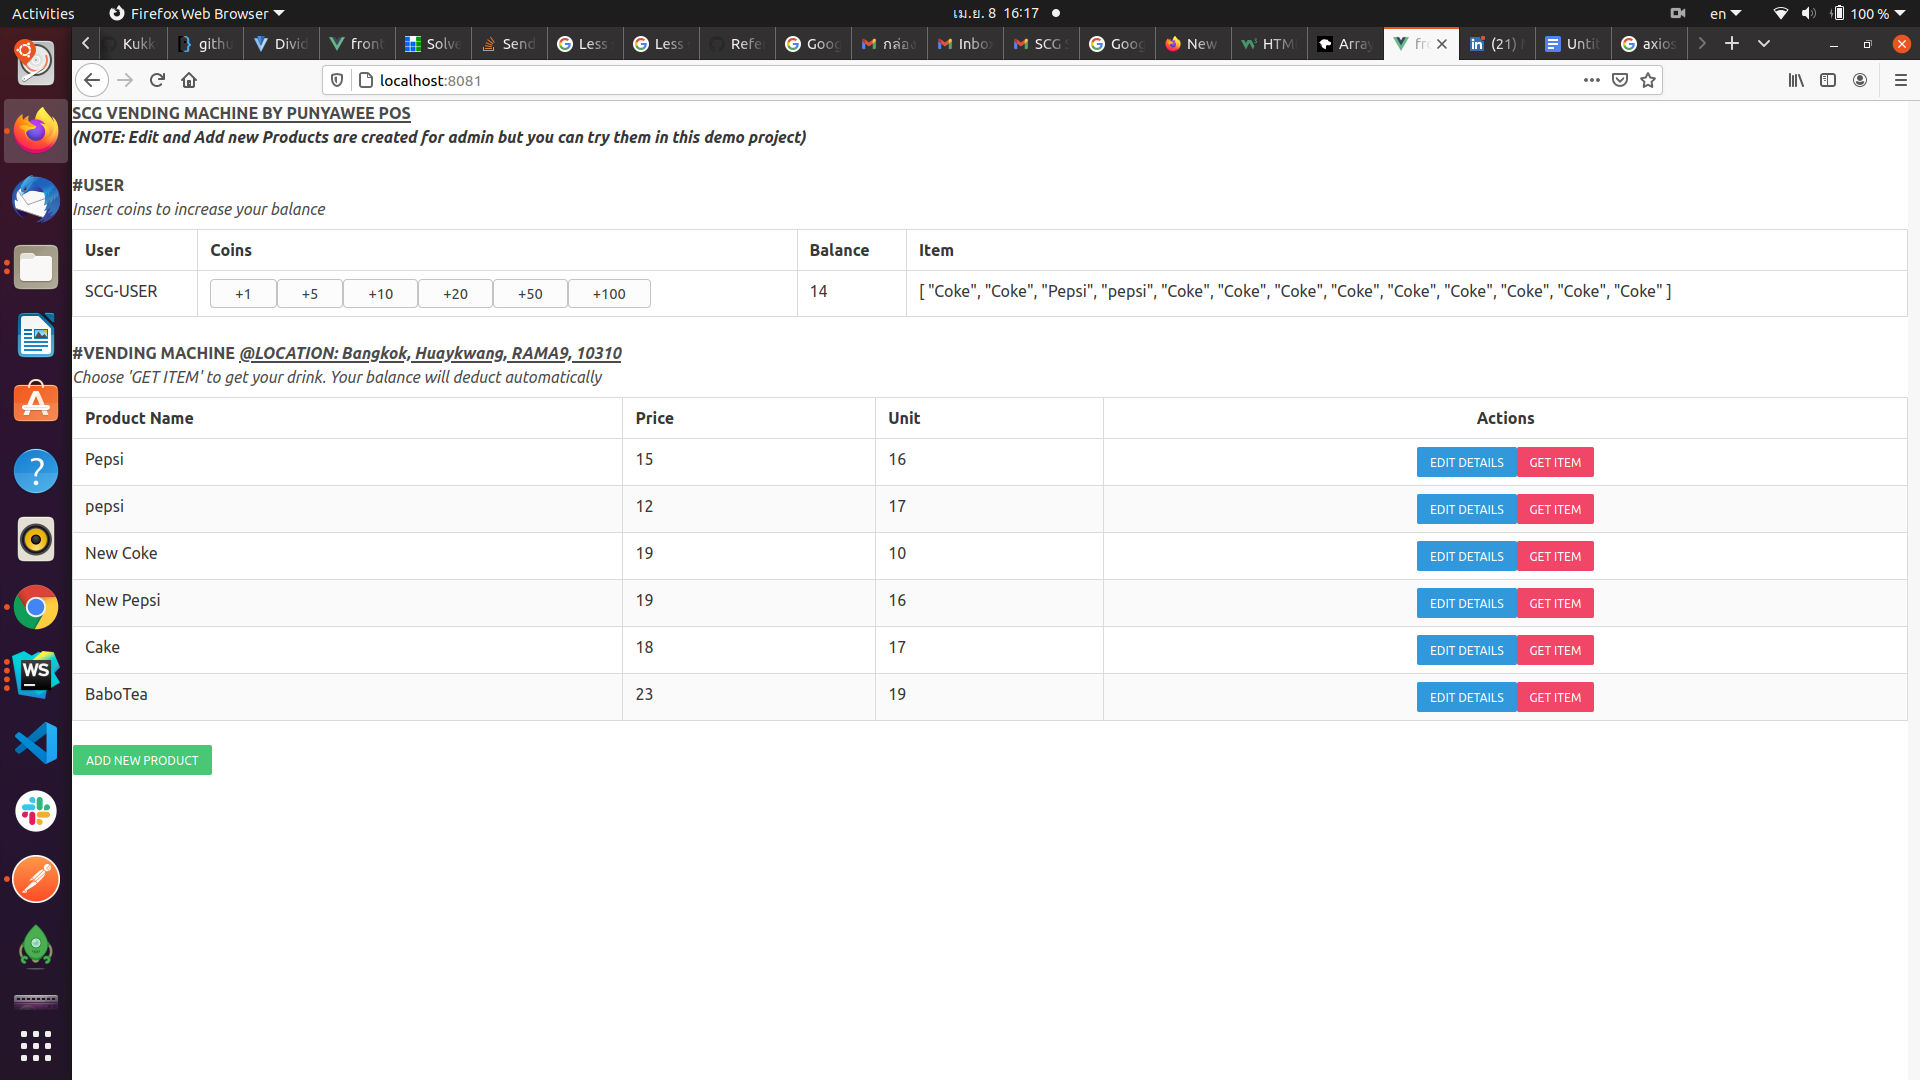 Activities Firefox Web Browser เม.ย. 8 16:17 en 100 %
Kukk githu Divid front Solve Send Less Less Refe Goog กล่อง Inbo SCG Goog New HTM Array fr (21) Untit axios
localhost:8081
SCG VENDING MACHINE BY PUNYAWEE POS
(NOTE: Edit and Add new Products are created for admin but you can try them in this demo project)
#USER
Insert coins to increase your balance
User Coins Balance Item
SCG-USER +1 +5 +10 +20 +50 +100 14 [ "Coke", "Coke", "Pepsi", "pepsi", "Coke", "Coke", "Coke", "Coke", "Coke", "Coke", "Coke", "Coke", "Coke" ]
#VENDING MACHINE @LOCATION: Bangkok, Huaykwang, RAMA9, 10310
Choose 'GET ITEM' to get your drink. Your balance will deduct automatically
Product Name Price Unit Actions
Pepsi 15 16 EDIT DETAILS GET ITEM
pepsi 12 17 EDIT DETAILS GET ITEM
New Coke 19 10 EDIT DETAILS GET ITEM
New Pepsi 19 16 EDIT DETAILS GET ITEM
Cake 18 17 EDIT DETAILS GET ITEM
BaboTea 23 19 EDIT DETAILS GET ITEM
ADD NEW PRODUCT
WS